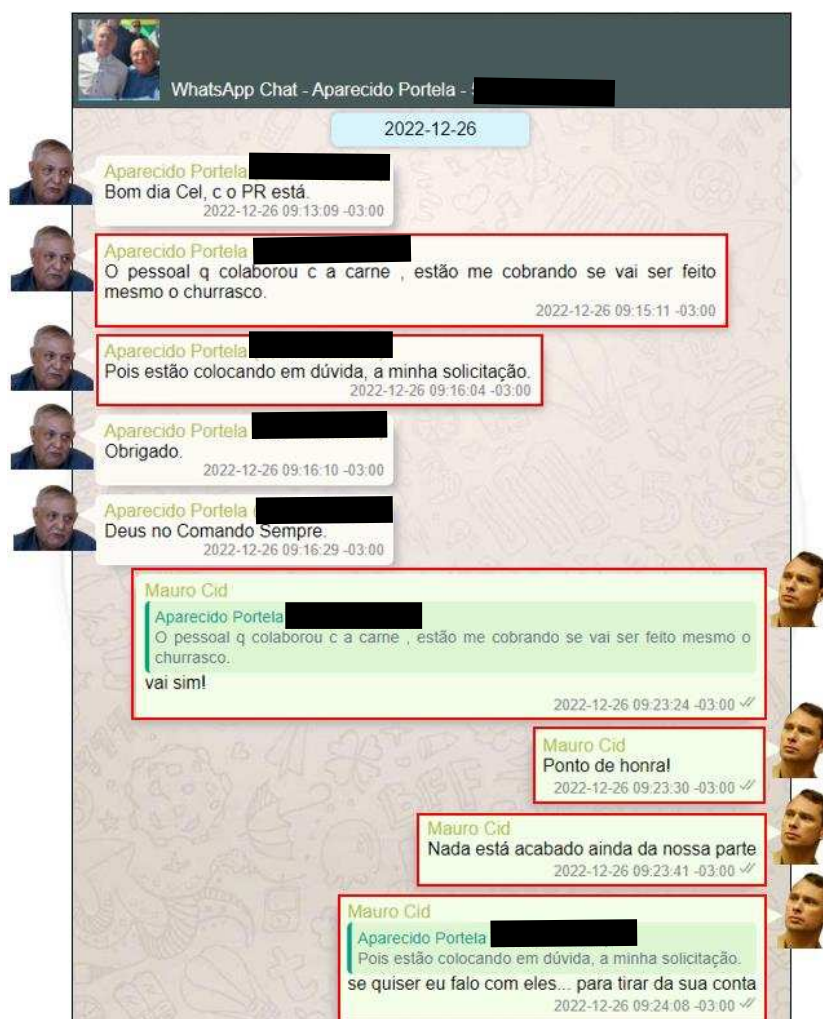 WhatsApp Chat - Aparecido Portela -
2022-12-26
Aparecido Portela
Bom dia Cel, c o PR está.
2022-12-26 09:13:09 -03:00
Aparecido Portela
O pessoal q colaborou c a carne , estão me cobrando se vai ser feito
mesmo o churrasco.
2022-12-26 09:15:11 -03:00
Aparecido Portela
Pois estão colocando em dúvida, a minha solicitação.
2022-12-26 09:16:04 -03:00
Aparecido Portela
Obrigado.
2022-12-26 09:16:10 -03:00
Aparecido Portela
Deus no Comando Sempre.
2022-12-26 09:16:29 -03:00
Mauro Cid
Aparecido Portela
O pessoal q colaborou c a carne , estão me cobrando se vai ser feito mesmo o
churrasco.
vai sim!
2022-12-26 09:23:24 -03:00
Mauro Cid
Ponto de honra!
2022-12-26 09:23:30 -03:00
Mauro Cid
Nada está acabado ainda da nossa parte
2022-12-26 09:23:41 -03:00
Mauro Cid
Aparecido Portela
Pois estão colocando em dúvida, a minha solicitação.
se quiser eu falo com eles... para tirar da sua conta
2022-12-26 09:24:08 -03:00